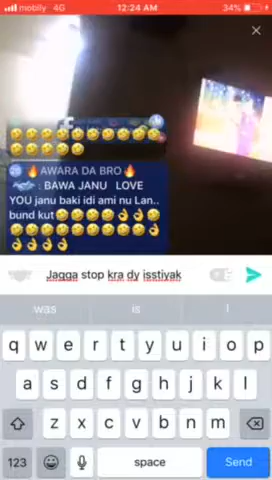 mobily 4G 12:24 AM 34%
🤣🤣🤣🤣🤣🤣🤣🤣🤣🤣
🤣🤣🤣🤣🤣
🔥AWARA DA BRO🔥
: BAWA JANU LOVE
YOU janu baki idi ami nu Lan..
bund kut🤣🤣🤣🤣👌👌🤣
🤣🤣🤣🤣🤣🤣🤣🤣👌👌
👌👌👌👌
Jagga stop kra dy isstiyak
was is I
q w e r t y u i o p
a s d f g h j k l
z x c v b n m
123 space Send